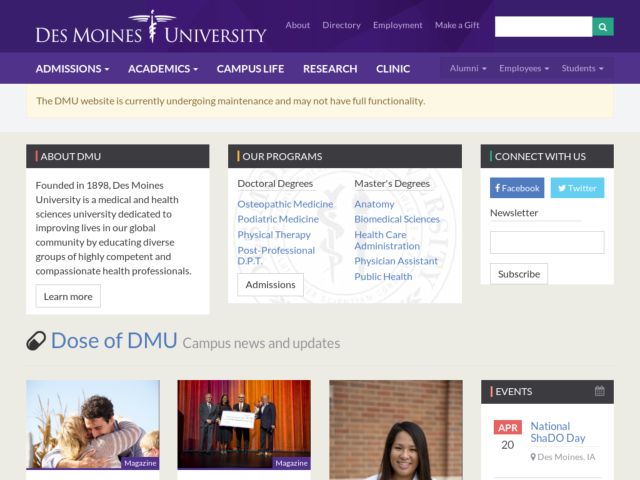 DES MOINES UNIVERSITY
About Directory Employment Make a Gift
ADMISSIONS ACADEMICS CAMPUS LIFE RESEARCH CLINIC
Alumni Employees Students
The DMU website is currently undergoing maintenance and may not have full functionality.
ABOUT DMU
Founded in 1898, Des Moines
University is a medical and health
sciences university dedicated to
improving lives in our global
community by educating diverse
groups of highly competent and
compassionate health professionals.
Learn more
OUR PROGRAMS
Doctoral Degrees
Osteopathic Medicine
Podiatric Medicine
Physical Therapy
Post-Professional
D.P.T.
Admissions
Master's Degrees
Anatomy
Biomedical Sciences
Health Care
Administration
Physician Assistant
Public Health
CONNECT WITH US
Facebook Twitter
Newsletter
Subscribe
Dose of DMU Campus news and updates
Magazine
Magazine
EVENTS
APR
20
National
ShaDO Day
Des Moines, IA